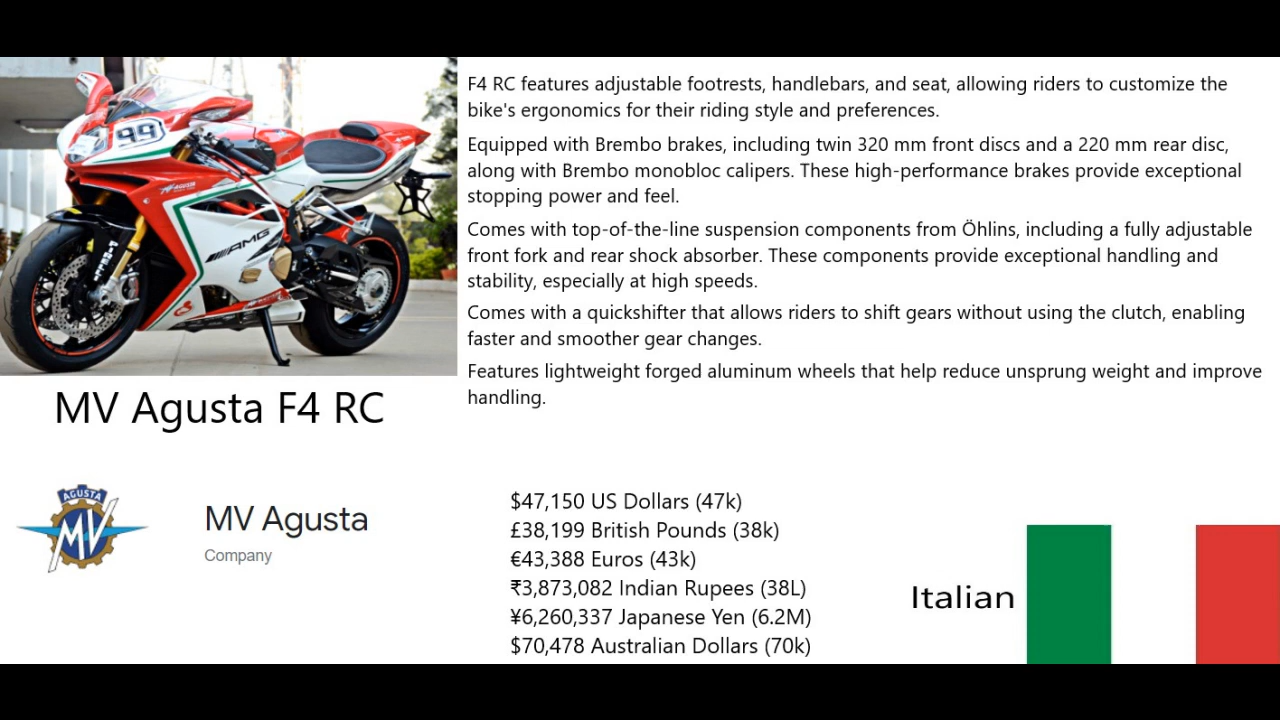 F4 RC features adjustable footrests, handlebars, and seat, allowing riders to customize the
bike's ergonomics for their riding style and preferences.
Equipped with Brembo brakes, including twin 320 mm front discs and a 220 mm rear disc,
along with Brembo monobloc calipers. These high-performance brakes provide exceptional
stopping power and feel.
Comes with top-of-the-line suspension components from Öhlins, including a fully adjustable
front fork and rear shock absorber. These components provide exceptional handling and
stability, especially at high speeds.
Comes with a quickshifter that allows riders to shift gears without using the clutch, enabling
faster and smoother gear changes.
Features lightweight forged aluminum wheels that help reduce unsprung weight and improve
handling.
99
AMG
MV Agusta F4 RC
AGUSTA
MV
MV Agusta
Company
$47,150 US Dollars (47k)
£38,199 British Pounds (38k)
€43,388 Euros (43k)
₹3,873,082 Indian Rupees (38L)
¥6,260,337 Japanese Yen (6.2M)
$70,478 Australian Dollars (70k)
Italian